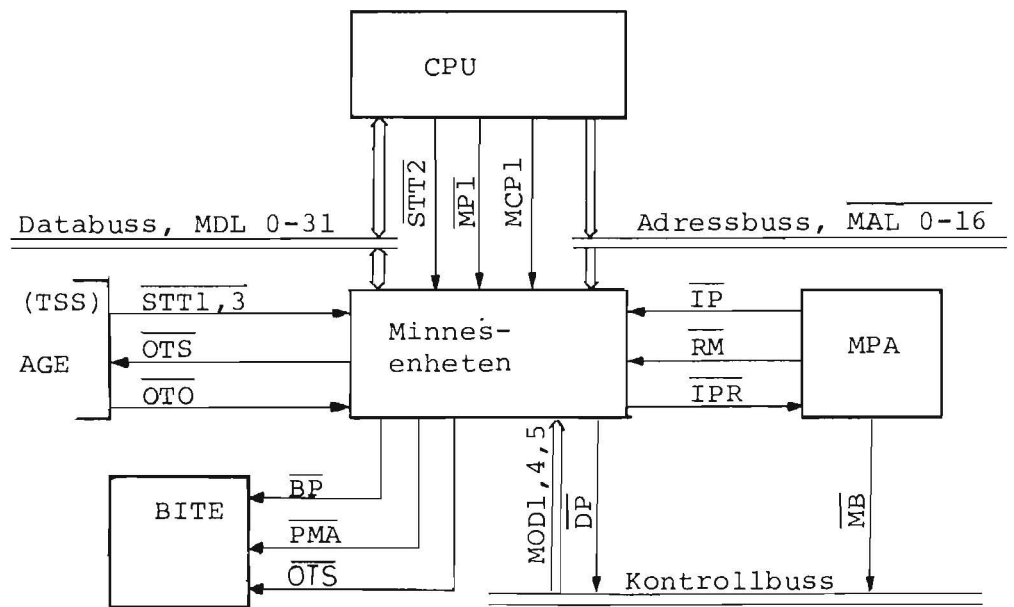 CPU
STT2
MP1
MCP1
Databuss, MDL 0-31
Adressbuss, MAL 0-16
(TSS)
AGE
STT1,3
OTS
OTO
Minnes-
enheten
IP
RM
IPR
MPA
BITE
BP
PMA
OTS
MOD1,4,5
DP
MB
Kontrollbuss